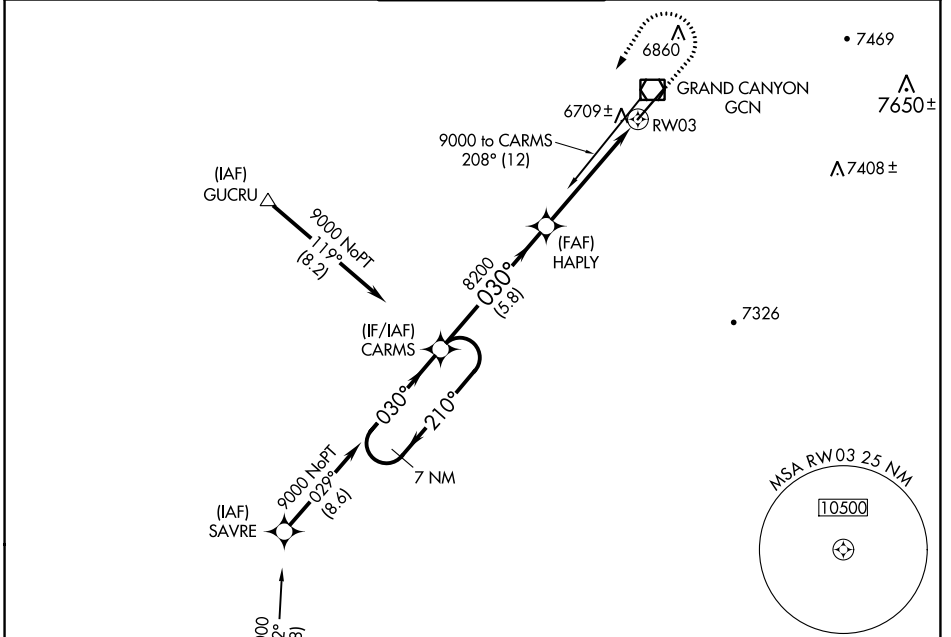 7469
6860
GRAND CANYON
GCN
7650±
6709±
RW03
9000 to CARMS
208° (12)
7408±
(IAF)
GUCRU
9000 NoPT
119°
(8.2)
(FAF)
HAPLY
8200
030°
(5.8)
7326
(IF/IAF)
CARMS
030°
210°
7 NM
9000 NoPT
029°
(8.6)
(IAF)
SAVRE
MSA RW03 25 NM
10500